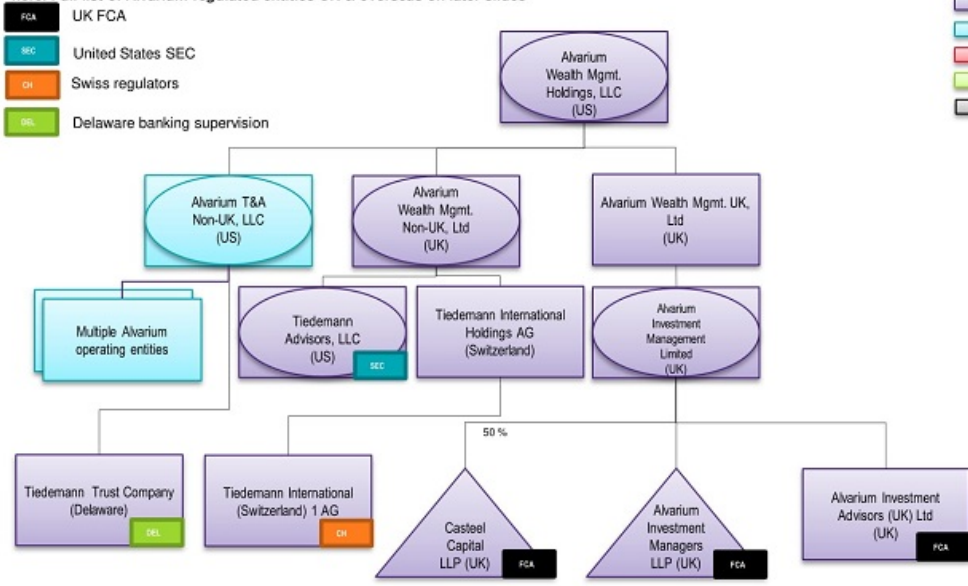 FCA
UK FCA
SEC
United States SEC
CH
Swiss regulators
DEL
Delaware banking supervision
Alvarium
Wealth Mgmt.
Holdings, LLC
(US)
Alvarium T&A
Non-UK, LLC
(US)
Alvarium
Wealth Mgmt.
Non-UK, Ltd
(UK)
Alvarium Wealth Mgmt. UK,
Ltd
(UK)
Multiple Alvarium
operating entities
Tiedemann
Advisors, LLC
(US)
SEC
Tiedemann International
Holdings AG
(Switzerland)
Alvarium
Investment
Management
Limited
(UK)
50 %
Tiedemann Trust Company
(Delaware)
DEL
Tiedemann International
(Switzerland) 1 AG
CH
Casteel
Capital
LLP (UK)
FCA
Alvarium
Investment
Managers
LLP (UK)
FCA
Alvarium Investment
Advisors (UK) Ltd
(UK)
FCA